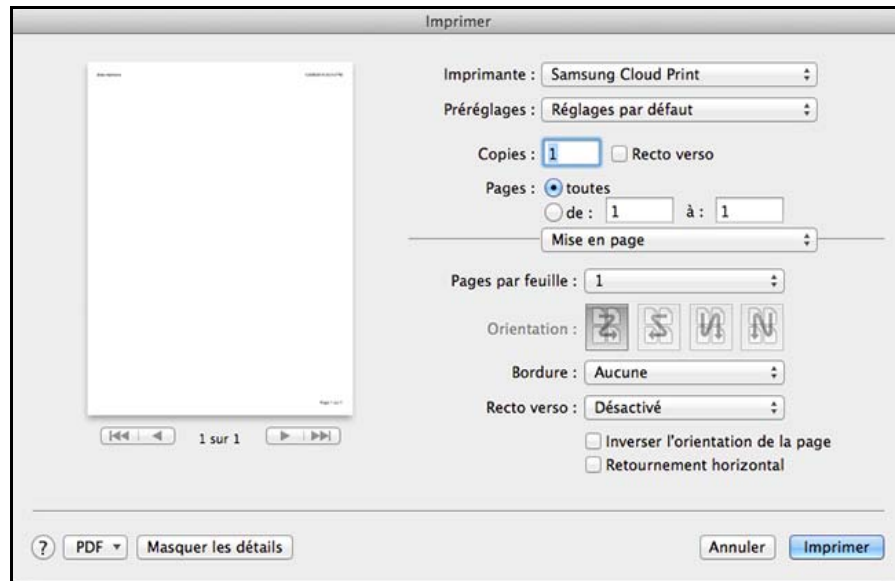 Imprimer
Imprimante : Samsung Cloud Print
Préréglages : Réglages par défaut
Copies : 1 Recto verso
Pages : toutes
de : 1 à : 1
Mise en page
Pages par feuille : 1
Orientation :
Bordure : Aucune
Recto verso : Désactivé
Inverser l'orientation de la page
Retournement horizontal
1 sur 1
? PDF Masquer les détails Annuler Imprimer